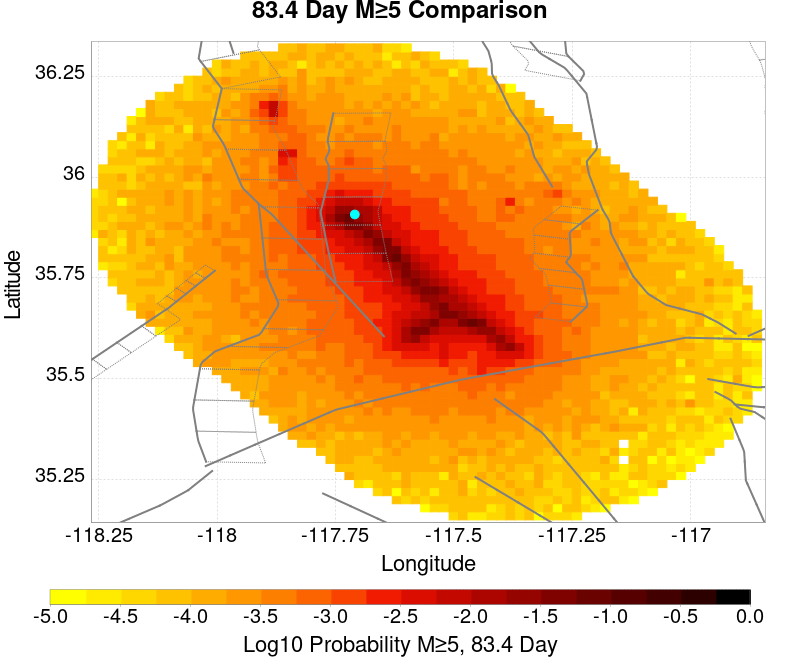 83.4 Day M≥5 Comparison
36.25
36
35.75
35.5
35.25
Latitude
-118.25 -118 -117.75 -117.5 -117.25 -117
Longitude
-5.0 -4.5 -4.0 -3.5 -3.0 -2.5 -2.0 -1.5 -1.0 -0.5 0.0
Log10 Probability M≥5, 83.4 Day